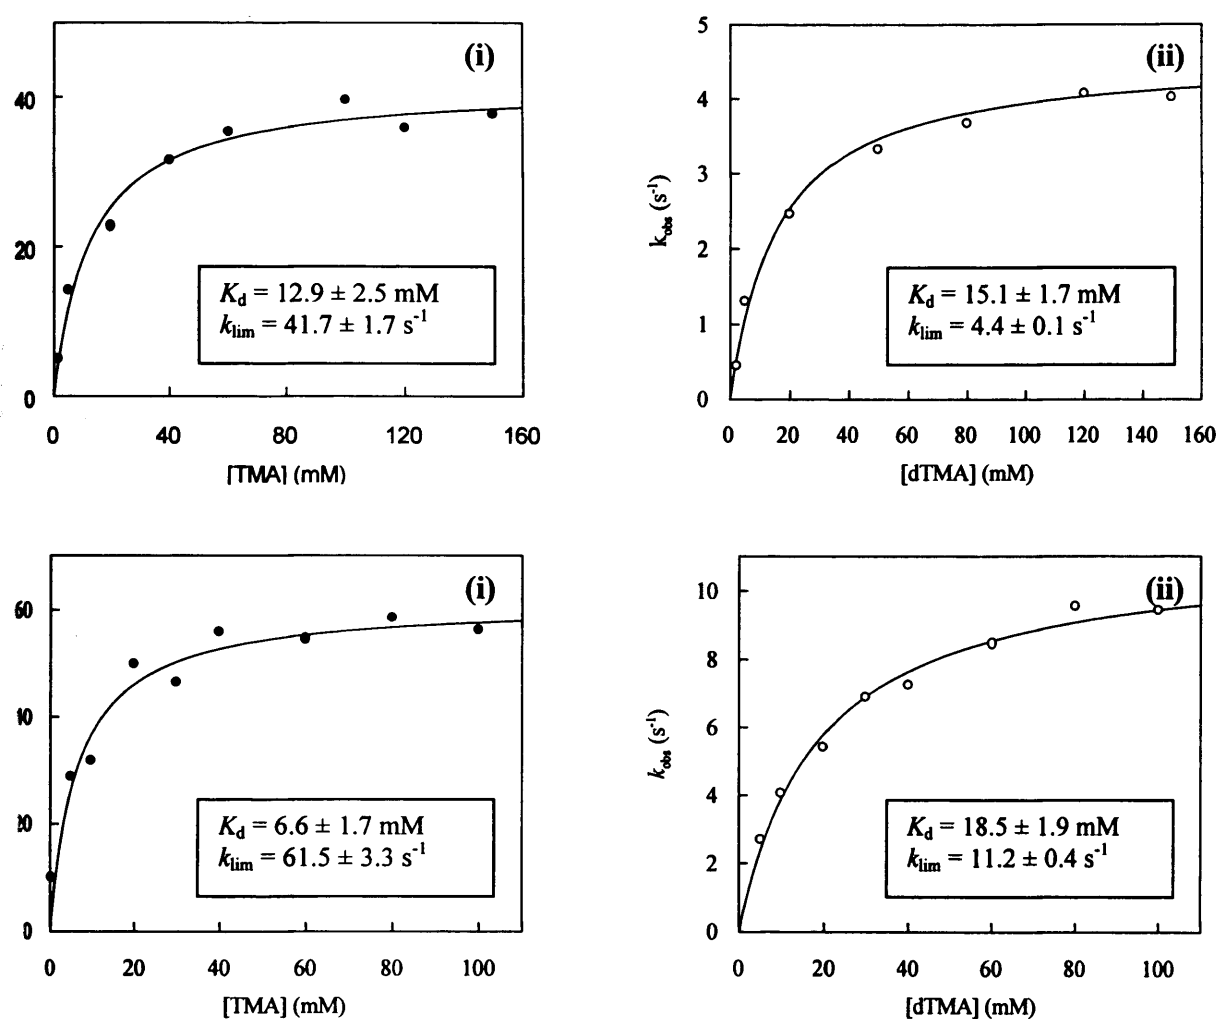 (i)
40
20
0
0 40 80 120 160
[TMA] (mM)
K_d = 12.9 ± 2.5 mM
k_lim = 41.7 ± 1.7 s⁻¹
(ii)
5
4
3
2
1
0
k_obs (s⁻¹)
0 20 40 60 80 100 120 140 160
[dTMA] (mM)
K_d = 15.1 ± 1.7 mM
k_lim = 4.4 ± 0.1 s⁻¹
(i)
60
0
0 20 40 60 80 100
[TMA] (mM)
K_d = 6.6 ± 1.7 mM
k_lim = 61.5 ± 3.3 s⁻¹
(ii)
10
8
6
4
2
0
k_obs (s⁻¹)
0 20 40 60 80 100
[dTMA] (mM)
K_d = 18.5 ± 1.9 mM
k_lim = 11.2 ± 0.4 s⁻¹